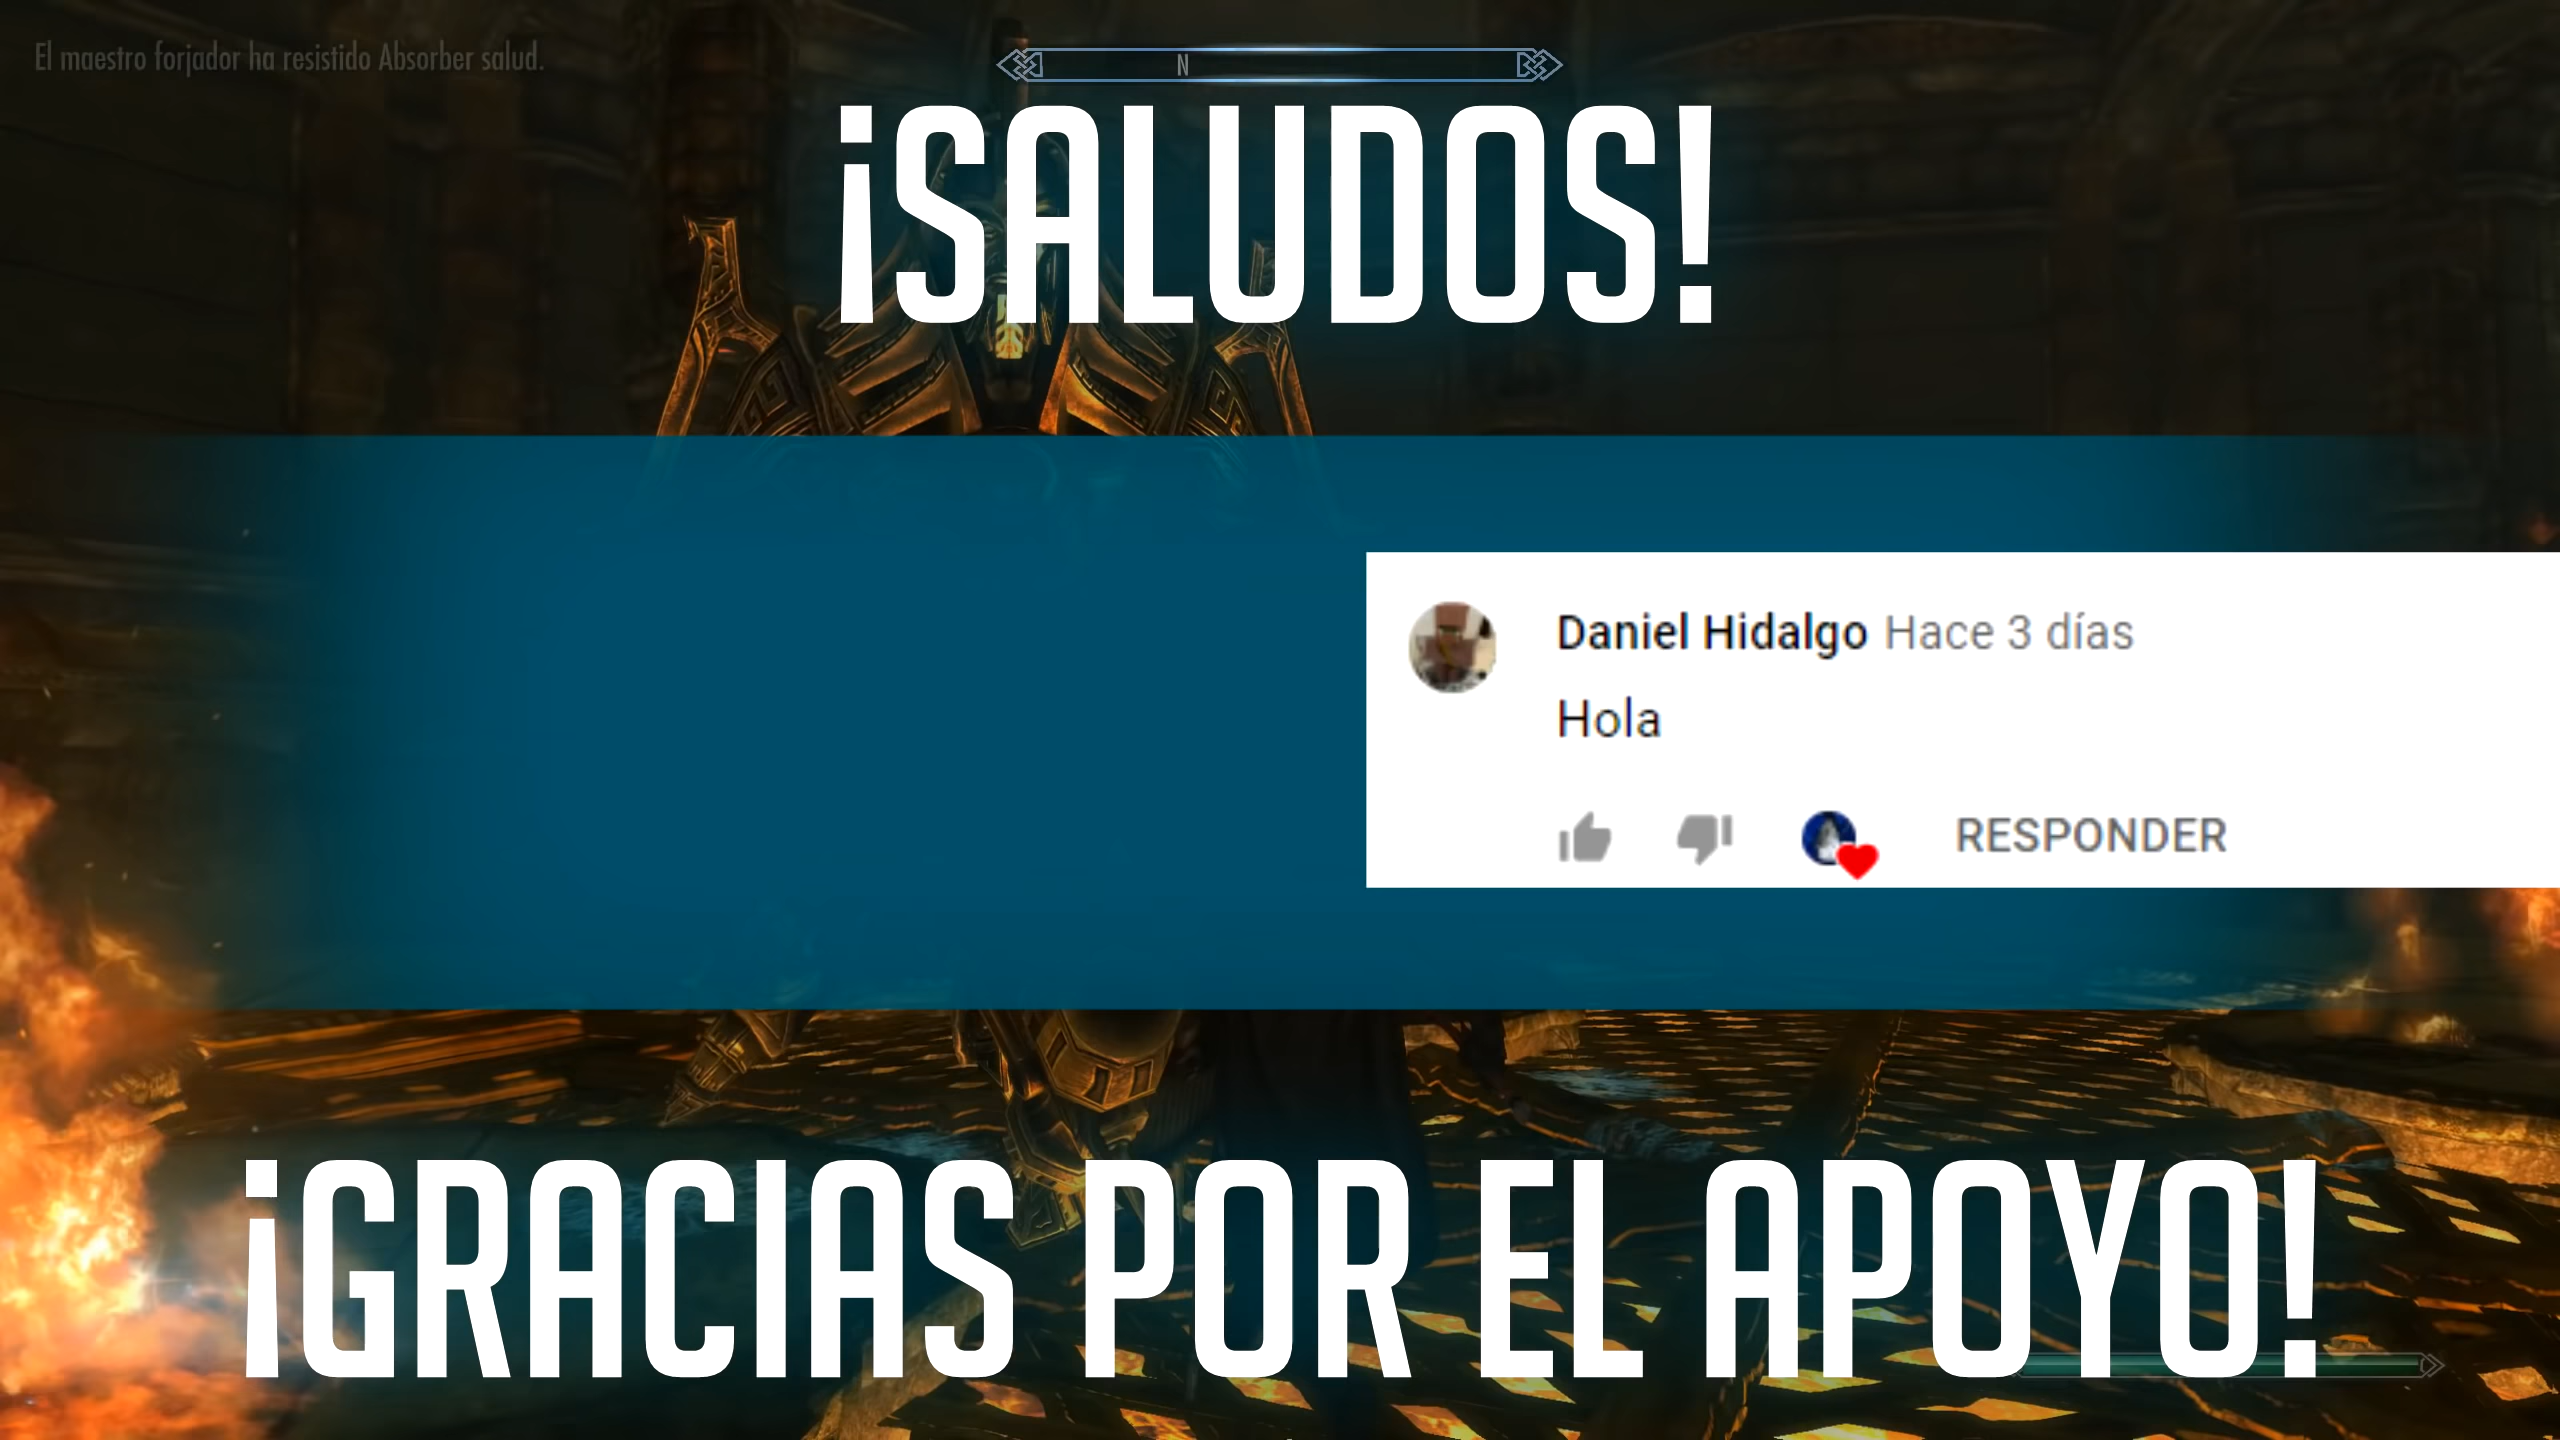 El maestro forjador ha resistido Absorber salud.
N
¡SALUDOS!
Daniel Hidalgo Hace 3 días
Hola
RESPONDER
¡GRACIAS POR EL APOYO!